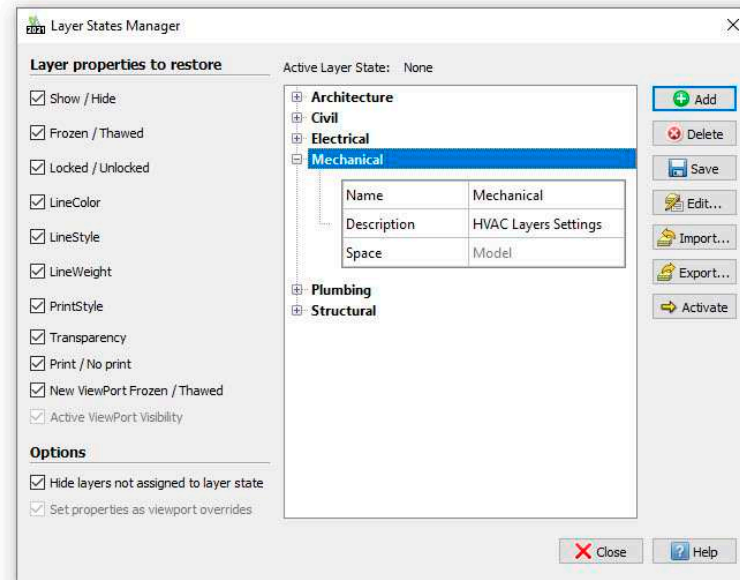 2021 Layer States Manager
Layer properties to restore
Show / Hide
Frozen / Thawed
Locked / Unlocked
LineColor
LineStyle
LineWeight
PrintStyle
Transparency
Print / No print
New ViewPort Frozen / Thawed
Active ViewPort Visibility
Options
Hide layers not assigned to layer state
Set properties as viewport overrides
Active Layer State: None
Architecture
Civil
Electrical
Mechanical
Name Mechanical
Description HVAC Layers Settings
Space Model
Plumbing
Structural
Add
Delete
Save
Edit...
Import...
Export...
Activate
Close Help